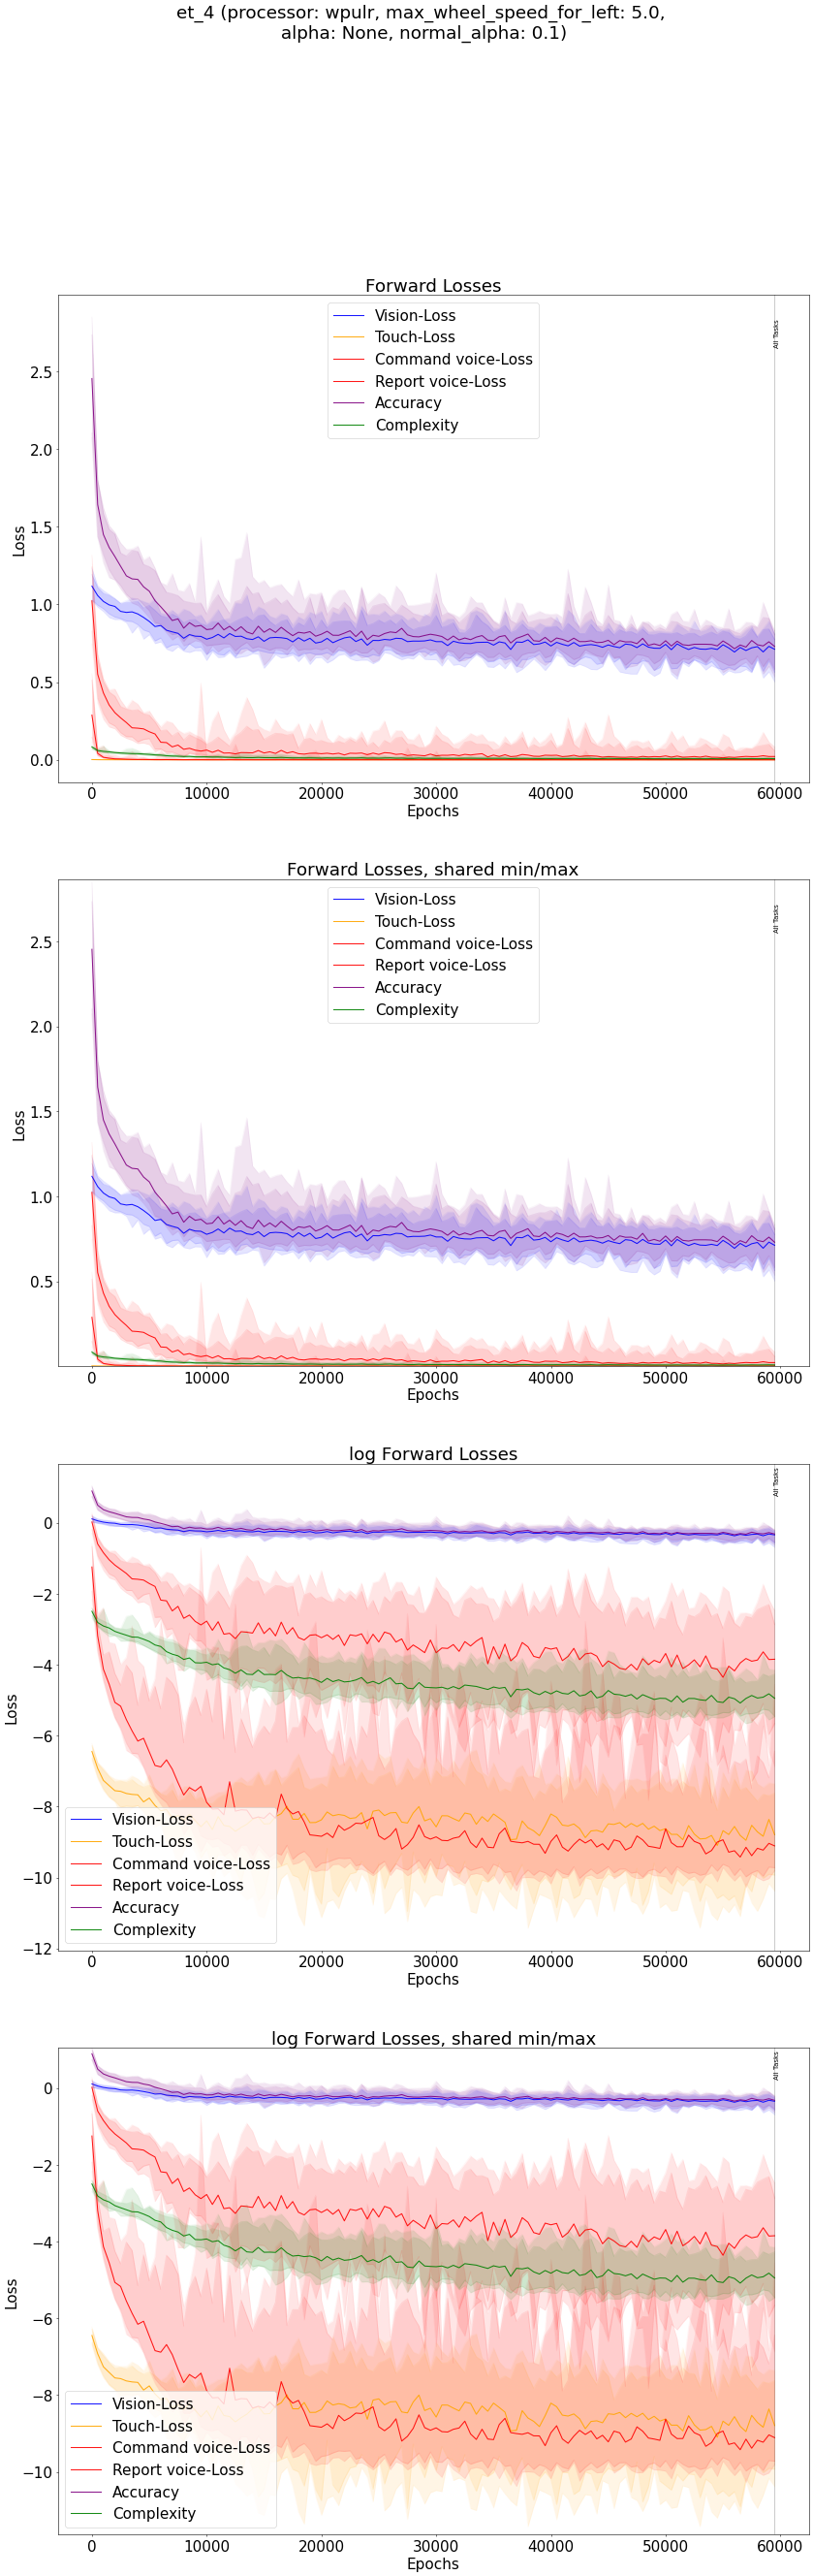 et_4 (processor: wpulr, max_wheel_speed_for_left: 5.0,
alpha: None, normal_alpha: 0.1)
Forward Losses
Vision-Loss
Touch-Loss
Command voice-Loss
Report voice-Loss
Accuracy
Complexity
All Tasks
Loss
2.5
2.0
1.5
1.0
0.5
0.0
0 10000 20000 30000 40000 50000 60000
Epochs
Forward Losses, shared min/max
Vision-Loss
Touch-Loss
Command voice-Loss
Report voice-Loss
Accuracy
Complexity
All Tasks
Loss
2.5
2.0
1.5
1.0
0.5
0 10000 20000 30000 40000 50000 60000
Epochs
log Forward Losses
All Tasks
Loss
0
−2
−4
−6
−8
−10
−12
Vision-Loss
Touch-Loss
Command voice-Loss
Report voice-Loss
Accuracy
Complexity
0 10000 20000 30000 40000 50000 60000
Epochs
log Forward Losses, shared min/max
All Tasks
Loss
0
−2
−4
−6
−8
−10
Vision-Loss
Touch-Loss
Command voice-Loss
Report voice-Loss
Accuracy
Complexity
0 10000 20000 30000 40000 50000 60000
Epochs